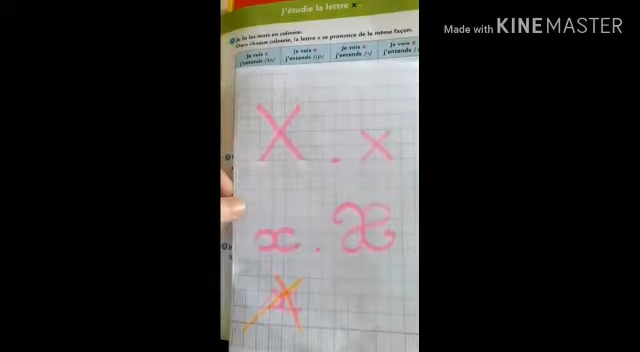 J'étudie la lettre x
Je lis les mots en colonne.
Dans chaque colonne, la lettre x se prononce de la même façon.
Je vois x
j'entends
Je vois x
j'entends
Je vois x
j'entends
Je vois x
j'entends
X . x
x . X
Made with KINEMASTER